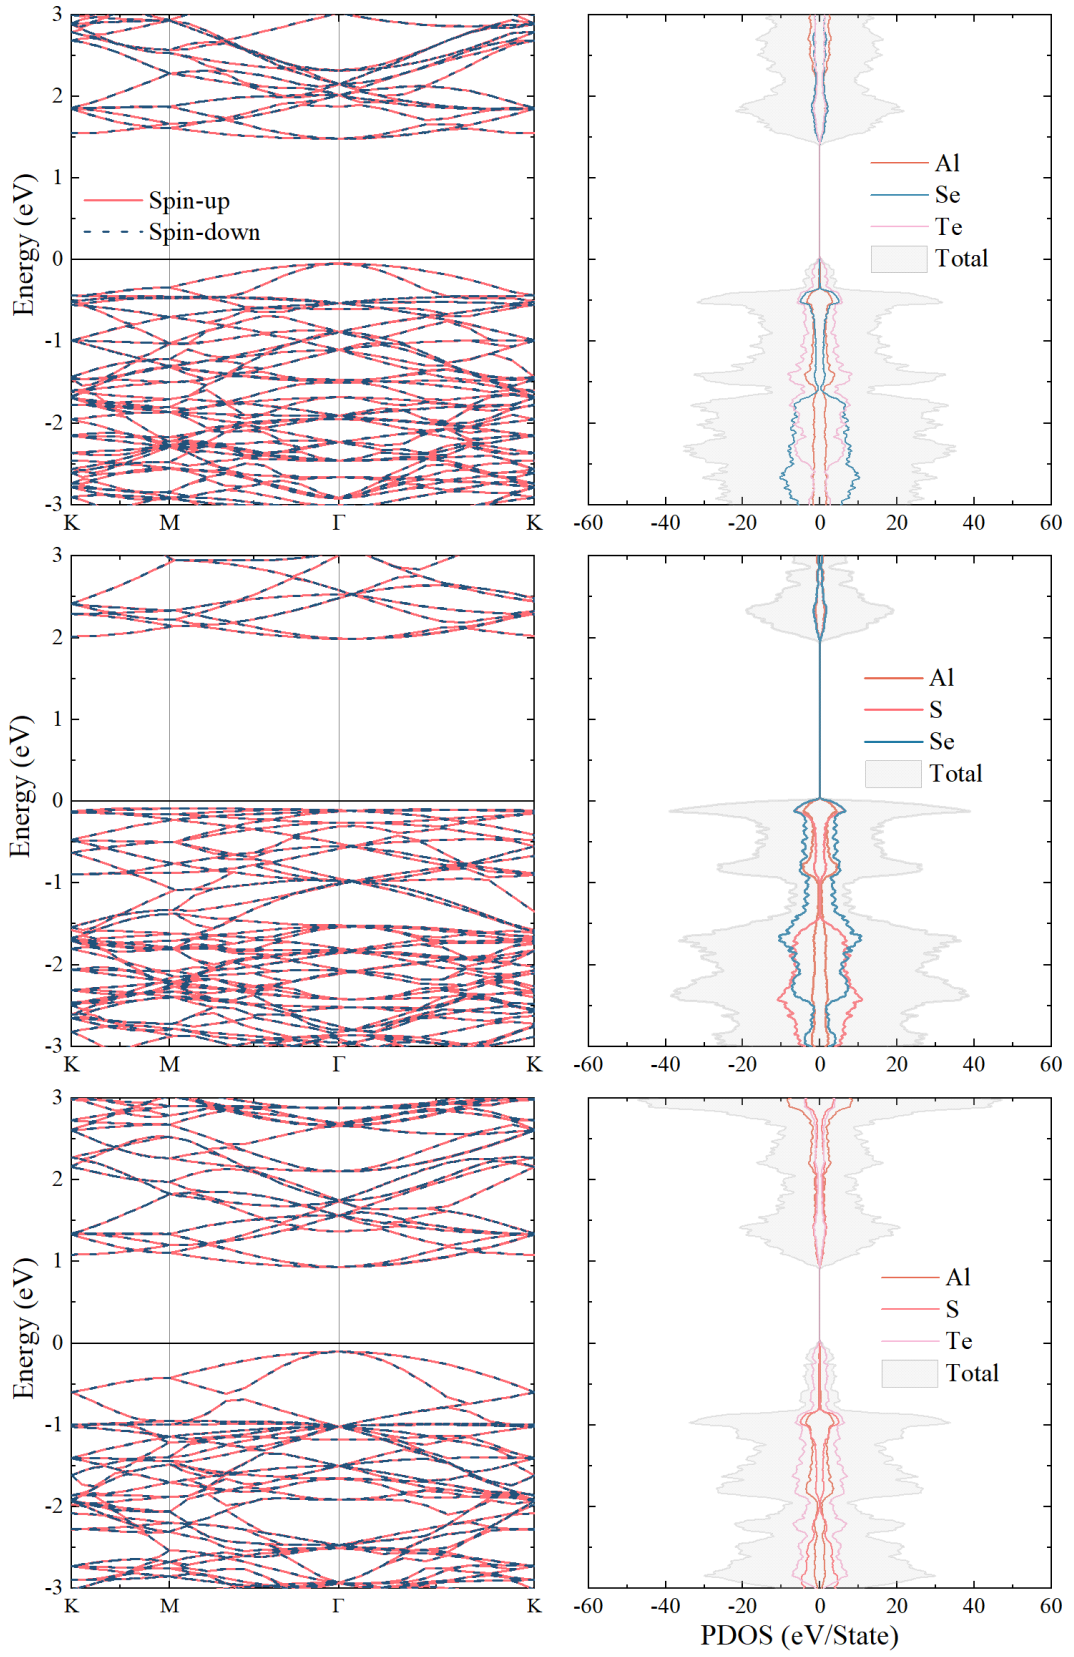 3
2
1
0
-1
-2
-3
Energy (eV)
Spin-up
Spin-down
K M Γ K
Al
Se
Te
Total
-60 -40 -20 0 20 40 60
3
2
1
0
-1
-2
-3
Energy (eV)
K M Γ K
Al
S
Se
Total
-60 -40 -20 0 20 40 60
3
2
1
0
-1
-2
-3
Energy (eV)
K M Γ K
Al
S
Te
Total
-60 -40 -20 0 20 40 60
PDOS (eV/State)